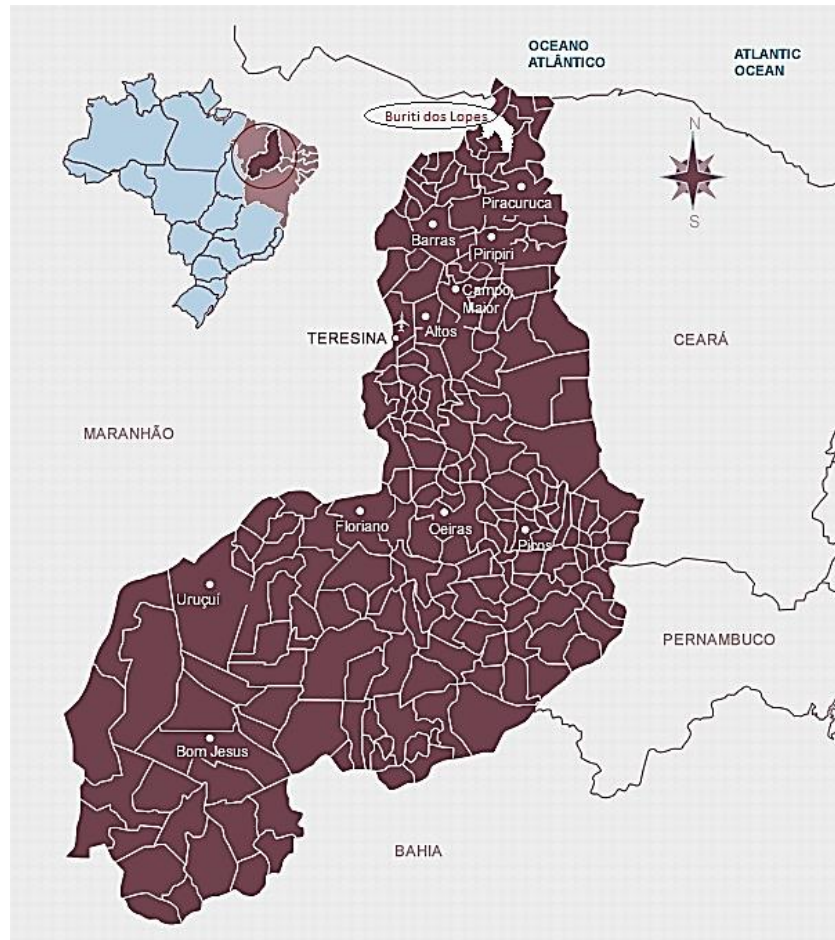 OCEANO
ATLÂNTICO
ATLANTIC
OCEAN
Buriti dos Lopes
N
S
Piracuruca
Barras
Piripiri
Campo
Maior
Altos
TERESINA
CEARÁ
MARANHÃO
Floriano
Oeiras
Picos
Uruçuí
PERNAMBUCO
Bom Jesus
BAHIA